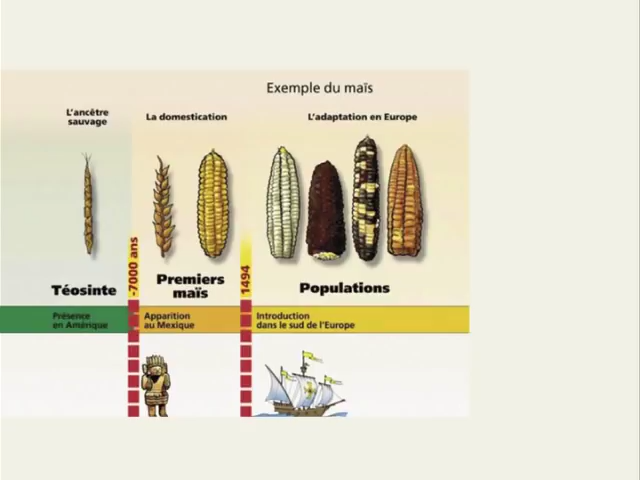 Exemple du maïs
L'ancêtre
sauvage
La domestication
L'adaptation en Europe
-7000 ans
1494
Téosinte
Premiers
maïs
Populations
Présence
en Amérique
Apparition
au Mexique
Introduction
dans le sud de l'Europe